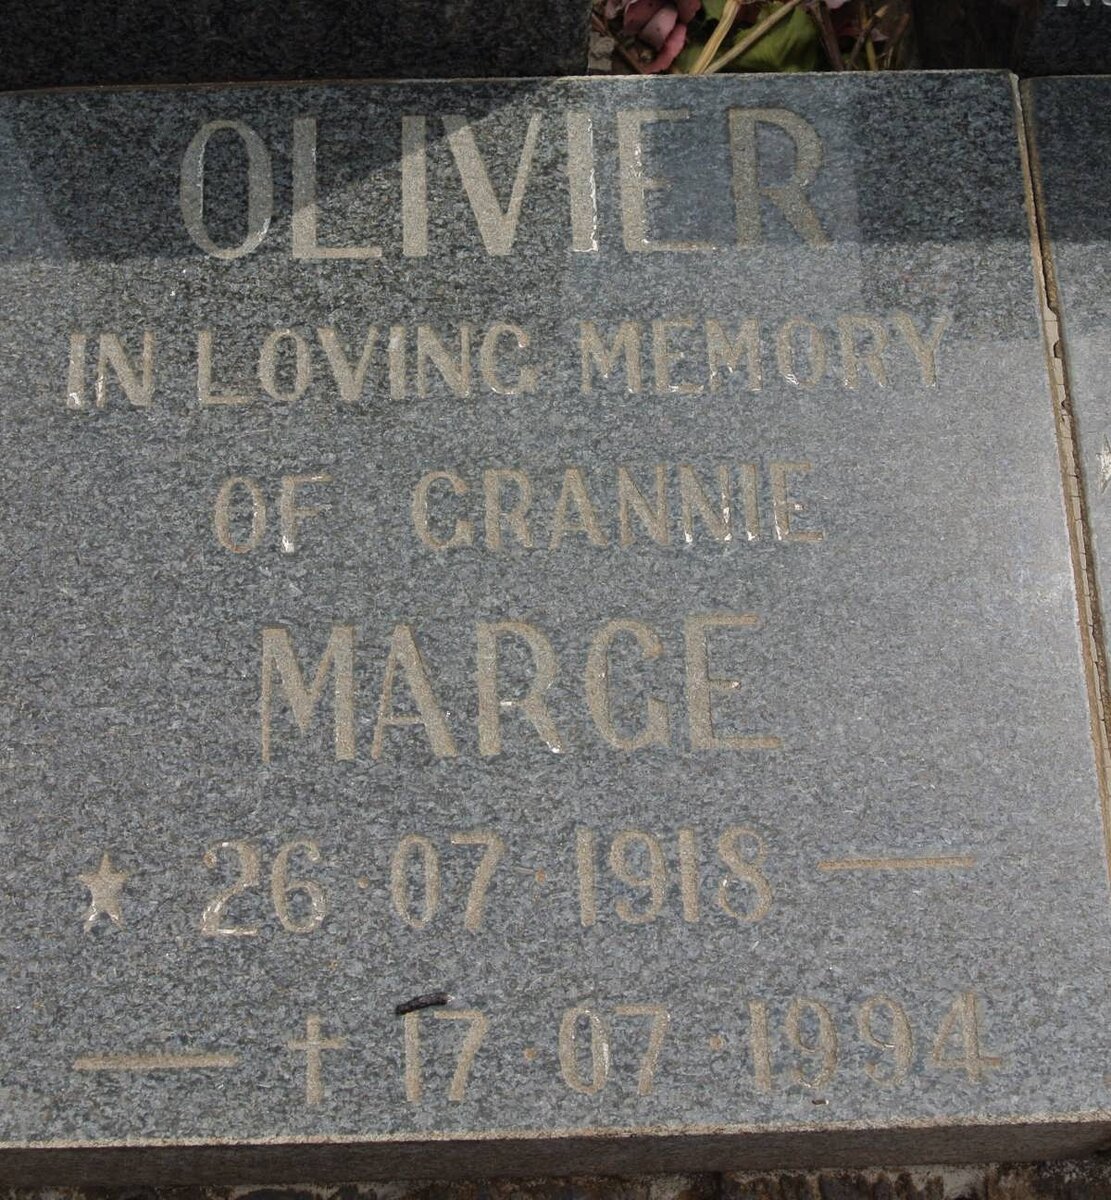 OLIVIER
IN LOVING MEMORY
OF GRANNIE
MARGE
★ 26·07·1918 —
— † 17·07·1994